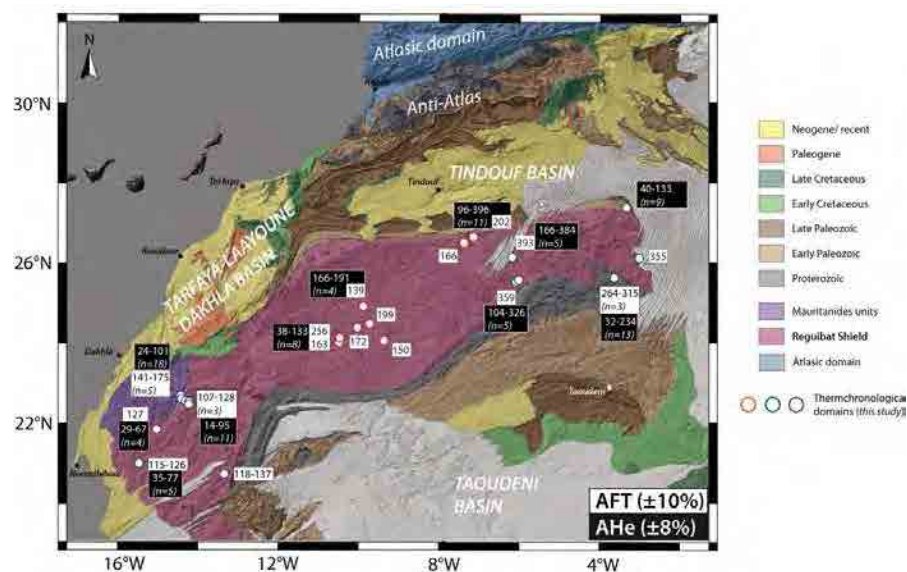 N
Atlasic domain
Anti-Atlas
30°N
TINDOUF BASIN
Tindouf
TARFAYA-LAAYOUNE
DAKHLA BASIN
40-133
(n=9)
96-396
(n=11)
202
166
393
166-384
(n=5)
355
26°N
166-191
(n=4)
139
359
264-315
(n=3)
104-326
(n=5)
32-234
(n=13)
199
38-133
(n=8)
256
163
172
150
Dakhla
24-101
(n=18)
141-175
(n=5)
107-128
(n=3)
14-95
(n=11)
22°N
127
29-67
(n=4)
115-126
35-77
(n=5)
118-137
TAOUDENI
BASIN
AFT (±10%)
AHe (±8%)
16°W
12°W
8°W
4°W
Neogene/ recent
Paleogene
Late Cretaceous
Early Cretaceous
Late Paleozoic
Early Paleozoic
Proterozoic
Mauritanides units
Reguibat Shield
Atlasic domain
Thermchronological
domains (this study)